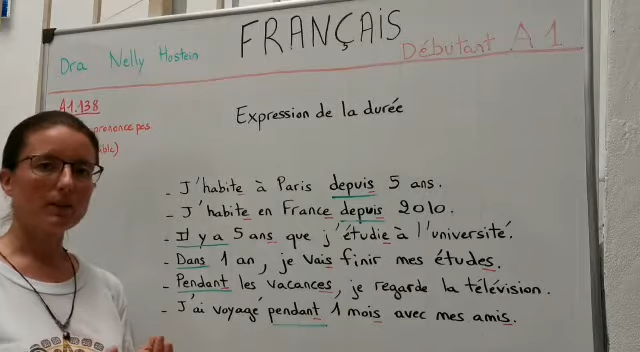 FRANÇAIS
Dra Nelly Hostein
Débutant A1
A1.138
prononce pas
Expression de la durée
- J'habite à Paris depuis 5 ans.
- J'habite en France depuis 2010.
- Il y a 5 ans que j'étudie à l'université.
- Dans 1 an, je vais finir mes études.
- Pendant les vacances, je regarde la télévision.
- J'ai voyagé pendant 1 mois avec mes amis.